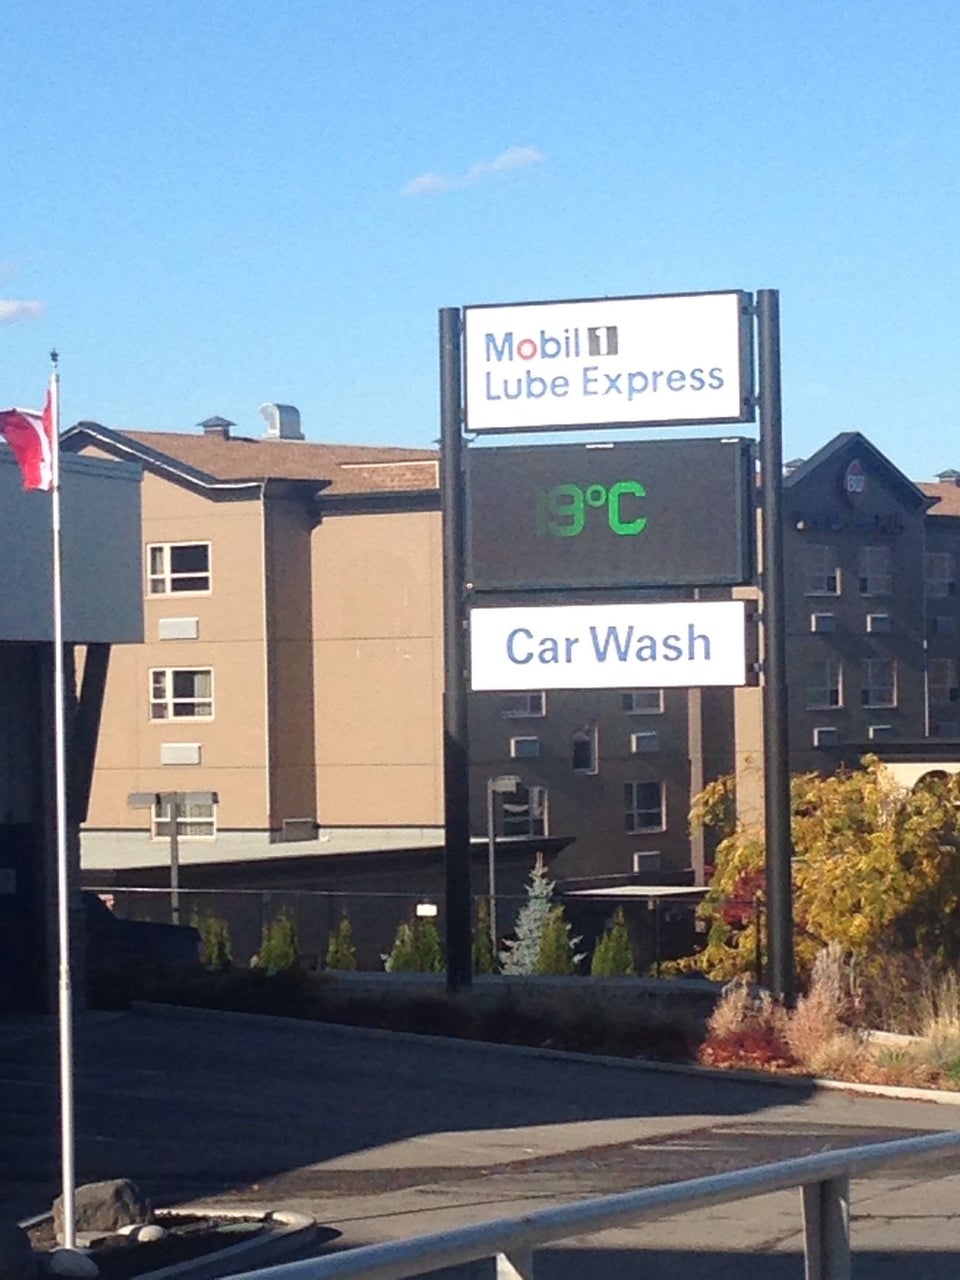 Mobil 1
Lube Express
19°C
Car Wash